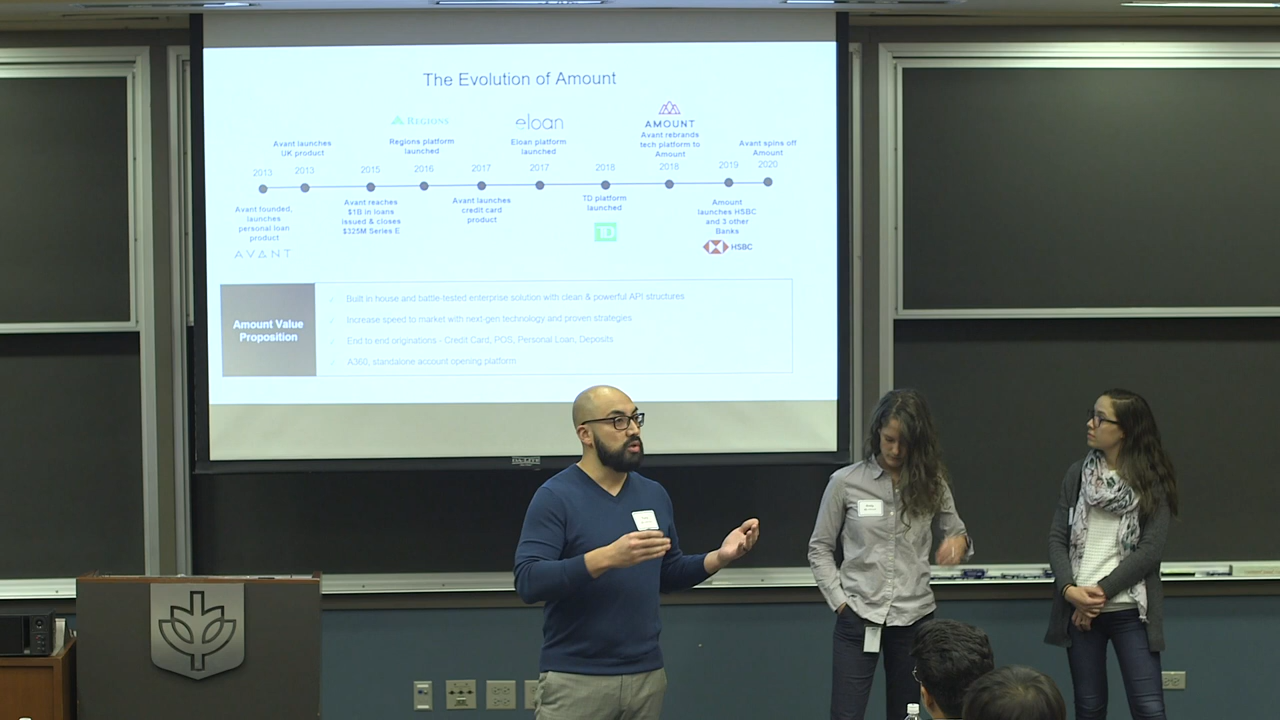 The Evolution of Amount
REGIONS
eloan
AMOUNT
Avant launches
UK product
Regions platform
launched
Eloan platform
launched
Avant rebrands
tech platform to
Amount
Avant spins off
Amount
2013
2013
2015
2016
2017
2017
2018
2018
2019
2020
Avant founded,
launches
personal loan
product
AVANT
Avant reaches
$1B in loans
issued & closes
$325M Series E
Avant launches
credit card
product
TD platform
launched
TD
Amount
launches HSBC
and 3 other
Banks
HSBC
Amount Value
Proposition
✓ Built in house and battle-tested enterprise solution with clean & powerful API structures
✓ Increase speed to market with next-gen technology and proven strategies
✓ End to end originations - Credit Card, POS, Personal Loan, Deposits
✓ A360, standalone account opening platform
DA-LITE